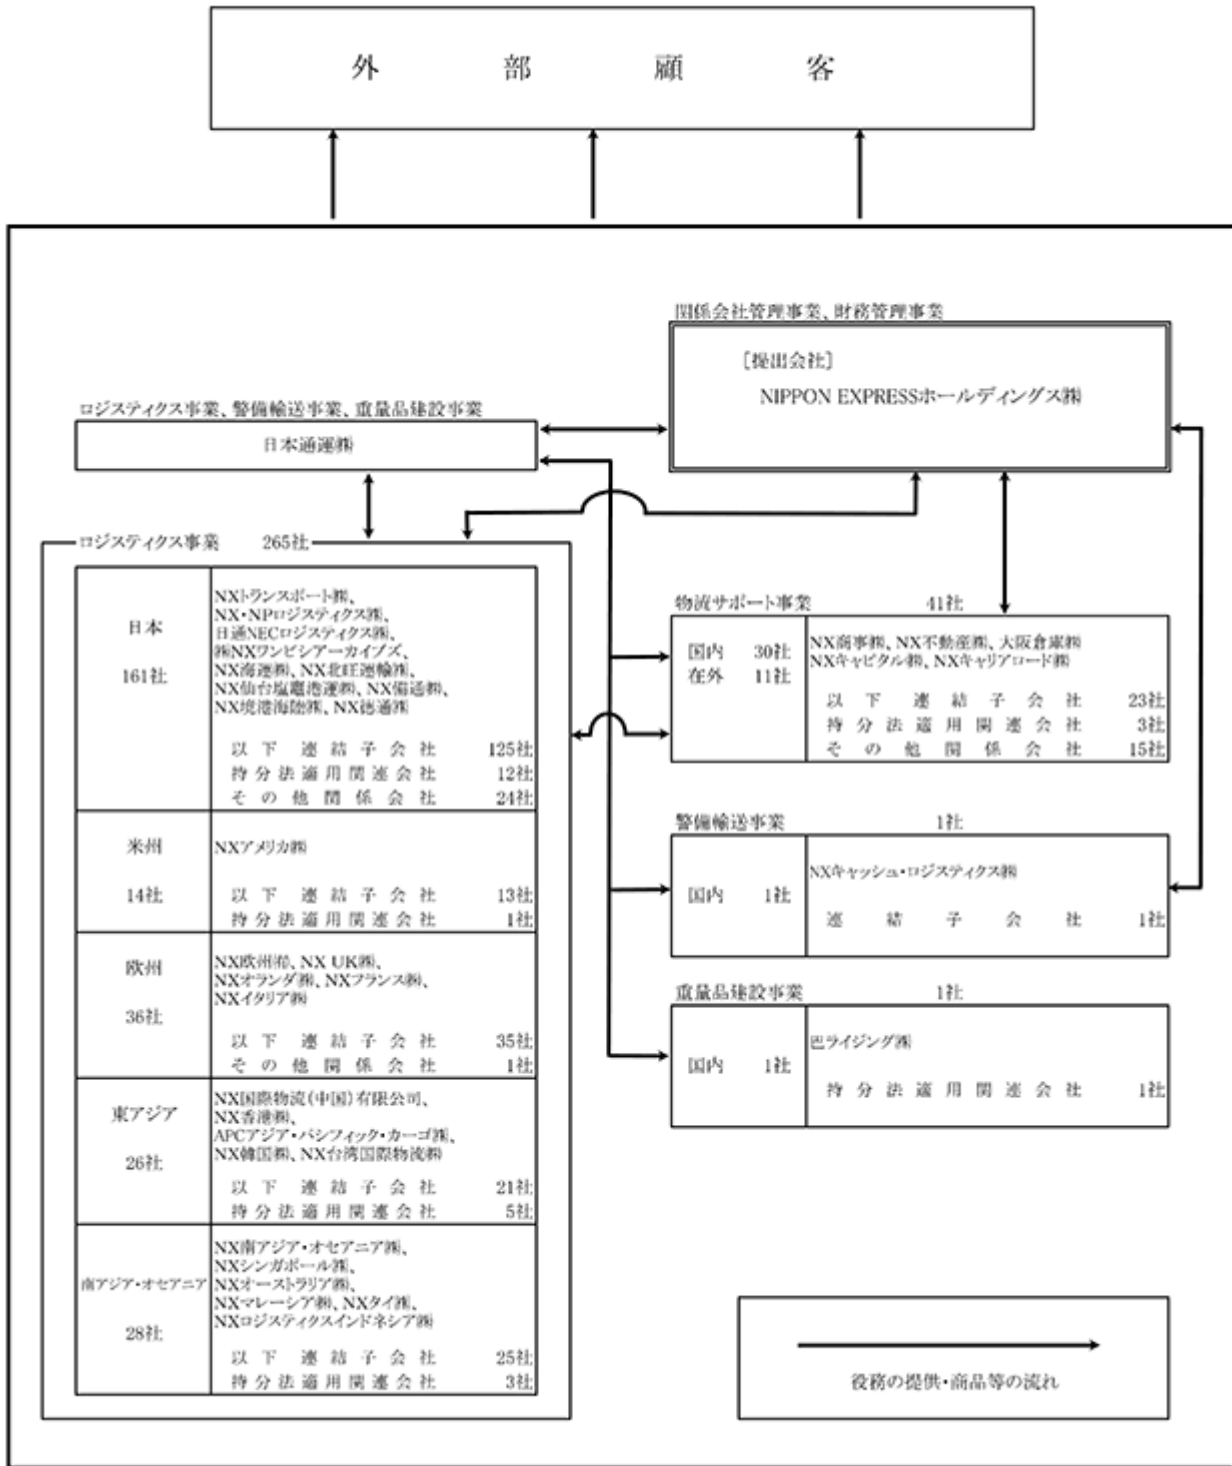 外部顧客
関係会社管理事業、財務管理事業
[提出会社]
NIPPON EXPRESSホールディングス㈱
ロジスティクス事業、警備輸送事業、重量品建設事業
日本通運㈱
ロジスティクス事業 265社
日本
161社
NXトランスポート㈱、
NX・NPロジスティクス㈱、
日通NECロジスティクス㈱、
㈱NXワンビシアーカイブズ、
NX海運㈱、NX北旺運輸㈱、
NX仙台塩竈港運㈱、NX備通㈱、
NX境港海陸㈱、NX徳通㈱
以下連結子会社 125社
持分法適用関連会社 12社
その他関係会社 24社
米州
14社
NXアメリカ㈱
以下連結子会社 13社
持分法適用関連会社 1社
欧州
36社
NX欧州㈲、NX UK㈱、
NXオランダ㈱、NXフランス㈱、
NXイタリア㈱
以下連結子会社 35社
その他関係会社 1社
東アジア
26社
NX国際物流(中国)有限公司、
NX香港㈱、
APCアジア・パシフィック・カーゴ㈱、
NX韓国㈱、NX台湾国際物流㈱
以下連結子会社 21社
持分法適用関連会社 5社
南アジア・オセアニア
28社
NX南アジア・オセアニア㈱、
NXシンガポール㈱、
NXオーストラリア㈱、
NXマレーシア㈱、NXタイ㈱、
NXロジスティクスインドネシア㈱
以下連結子会社 25社
持分法適用関連会社 3社
物流サポート事業 41社
国内 30社
在外 11社
NX商事㈱、NX不動産㈱、大阪倉庫㈱
NXキャピタル㈱、NXキャリアロード㈱
以下連結子会社 23社
持分法適用関連会社 3社
その他関係会社 15社
警備輸送事業 1社
国内 1社
NXキャッシュ・ロジスティクス㈱
連結子会社 1社
重量品建設事業 1社
国内 1社
巴ライジング㈱
持分法適用関連会社 1社
役務の提供・商品等の流れ